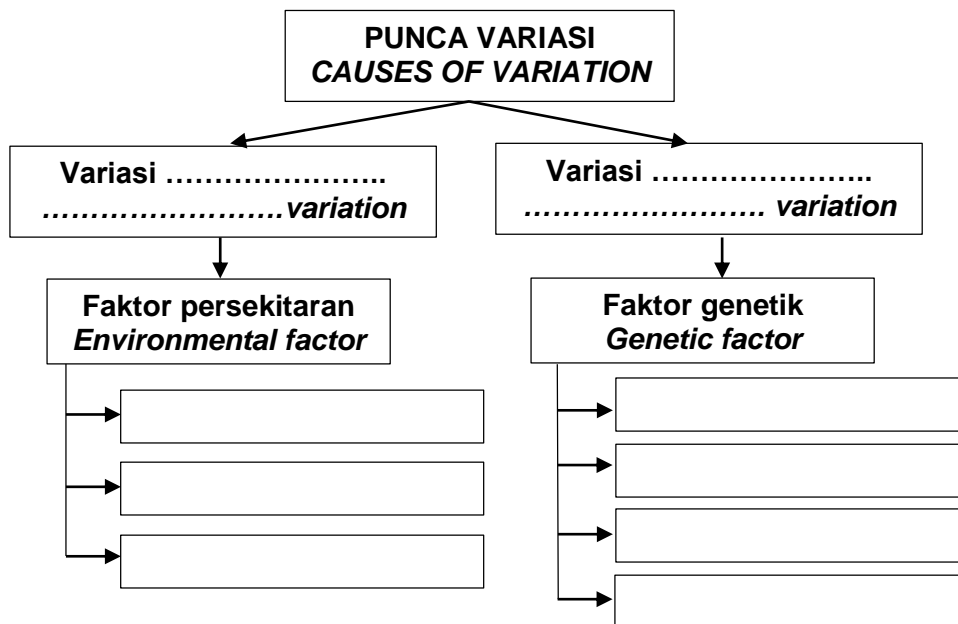 PUNCA VARIASI
CAUSES OF VARIATION
Variasi ……………………..
…………………….variation
Variasi ……………………..
……………………. variation
Faktor persekitaran
Environmental factor
Faktor genetik
Genetic factor